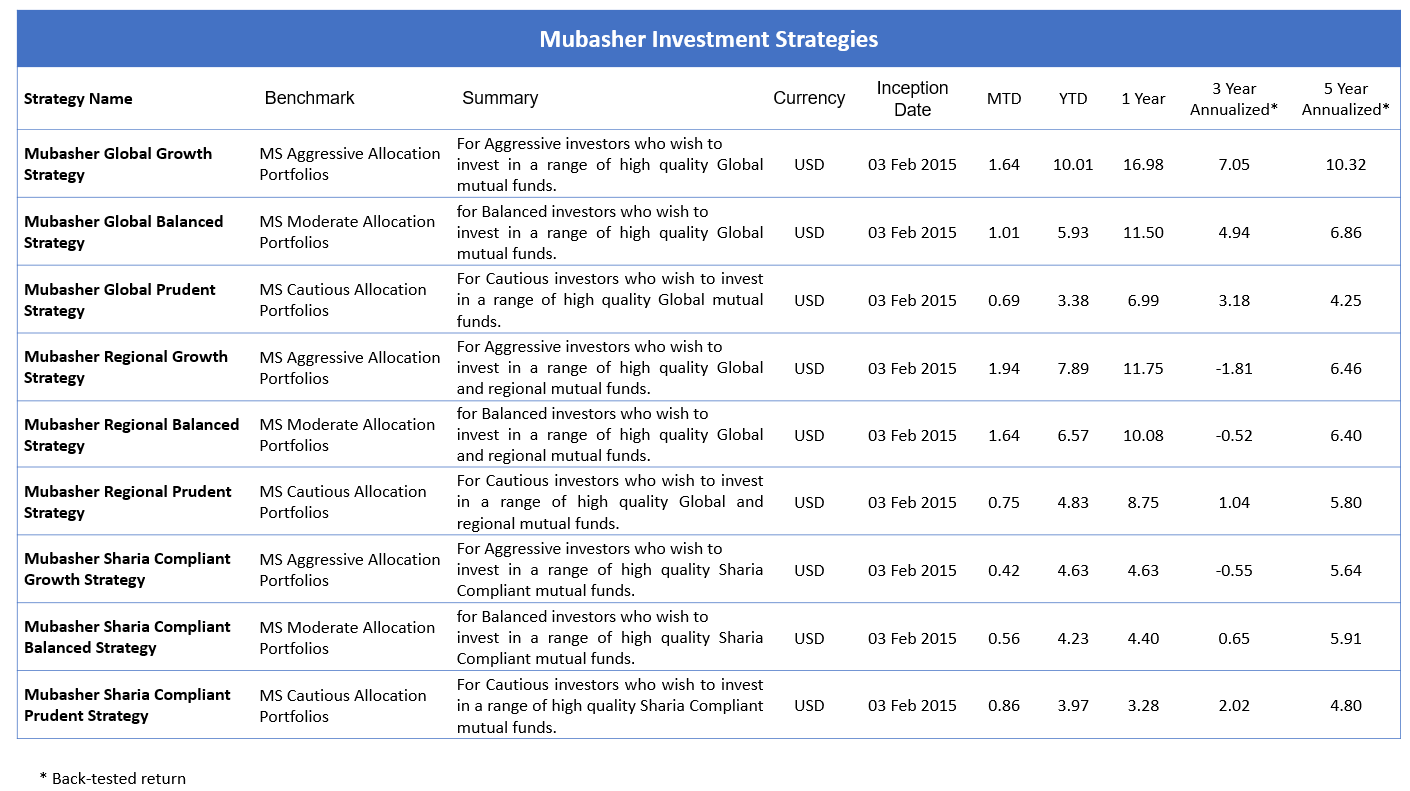 Mubasher Investment Strategies
Strategy Name Benchmark Summary Currency Inception Date MTD YTD 1 Year 3 Year Annualized* 5 Year Annualized*
Mubasher Global Growth
Strategy
MS Aggressive Allocation
Portfolios
For Aggressive investors who wish to
invest in a range of high quality Global
mutual funds.
USD 03 Feb 2015 1.64 10.01 16.98 7.05 10.32
Mubasher Global Balanced
Strategy
MS Moderate Allocation
Portfolios
for Balanced investors who wish to
invest in a range of high quality Global
mutual funds.
USD 03 Feb 2015 1.01 5.93 11.50 4.94 6.86
Mubasher Global Prudent
Strategy
MS Cautious Allocation
Portfolios
For Cautious investors who wish to invest
in a range of high quality Global mutual
funds.
USD 03 Feb 2015 0.69 3.38 6.99 3.18 4.25
Mubasher Regional Growth
Strategy
MS Aggressive Allocation
Portfolios
For Aggressive investors who wish to
invest in a range of high quality Global
and regional mutual funds.
USD 03 Feb 2015 1.94 7.89 11.75 -1.81 6.46
Mubasher Regional Balanced
Strategy
MS Moderate Allocation
Portfolios
for Balanced investors who wish to
invest in a range of high quality Global
and regional mutual funds.
USD 03 Feb 2015 1.64 6.57 10.08 -0.52 6.40
Mubasher Regional Prudent
Strategy
MS Cautious Allocation
Portfolios
For Cautious investors who wish to invest
in a range of high quality Global and
regional mutual funds.
USD 03 Feb 2015 0.75 4.83 8.75 1.04 5.80
Mubasher Sharia Compliant
Growth Strategy
MS Aggressive Allocation
Portfolios
For Aggressive investors who wish to
invest in a range of high quality Sharia
Compliant mutual funds.
USD 03 Feb 2015 0.42 4.63 4.63 -0.55 5.64
Mubasher Sharia Compliant
Balanced Strategy
MS Moderate Allocation
Portfolios
for Balanced investors who wish to
invest in a range of high quality Sharia
Compliant mutual funds.
USD 03 Feb 2015 0.56 4.23 4.40 0.65 5.91
Mubasher Sharia Compliant
Prudent Strategy
MS Cautious Allocation
Portfolios
For Cautious investors who wish to invest
in a range of high quality Sharia Compliant
mutual funds.
USD 03 Feb 2015 0.86 3.97 3.28 2.02 4.80
* Back-tested return